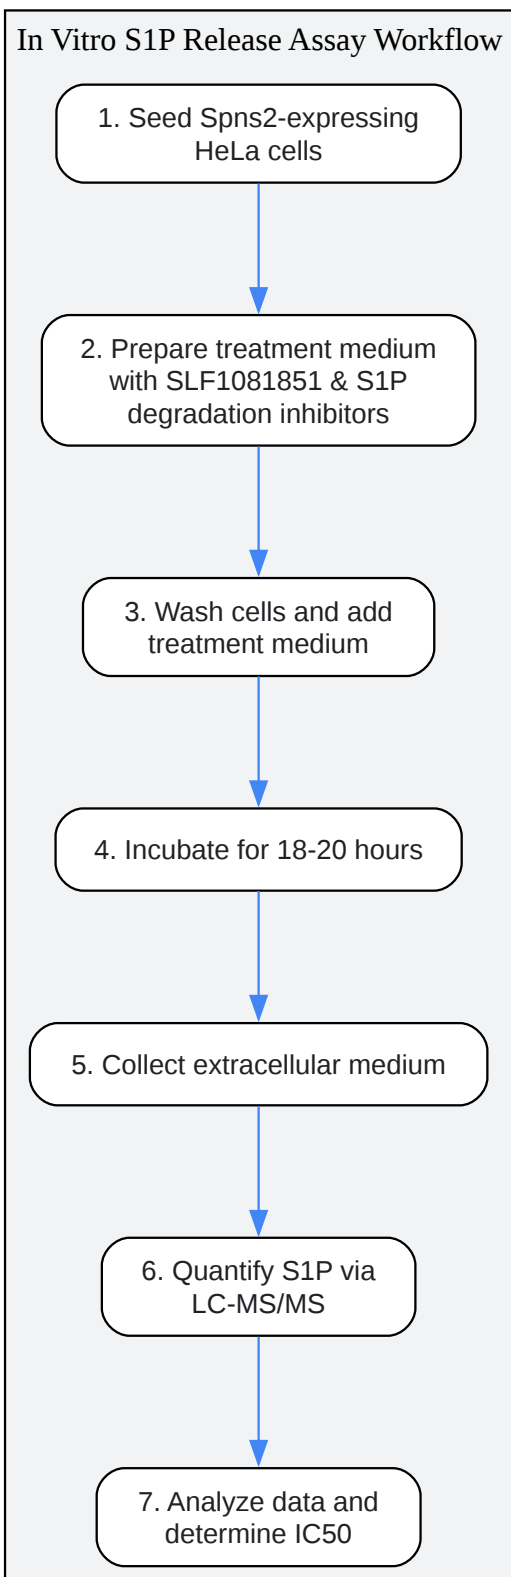 In Vitro S1P Release Assay Workflow
1. Seed Spns2-expressing
HeLa cells
2. Prepare treatment medium
with SLF1081851 & S1P
degradation inhibitors
3. Wash cells and add
treatment medium
4. Incubate for 18-20 hours
5. Collect extracellular medium
6. Quantify S1P via
LC-MS/MS
7. Analyze data and
determine IC50